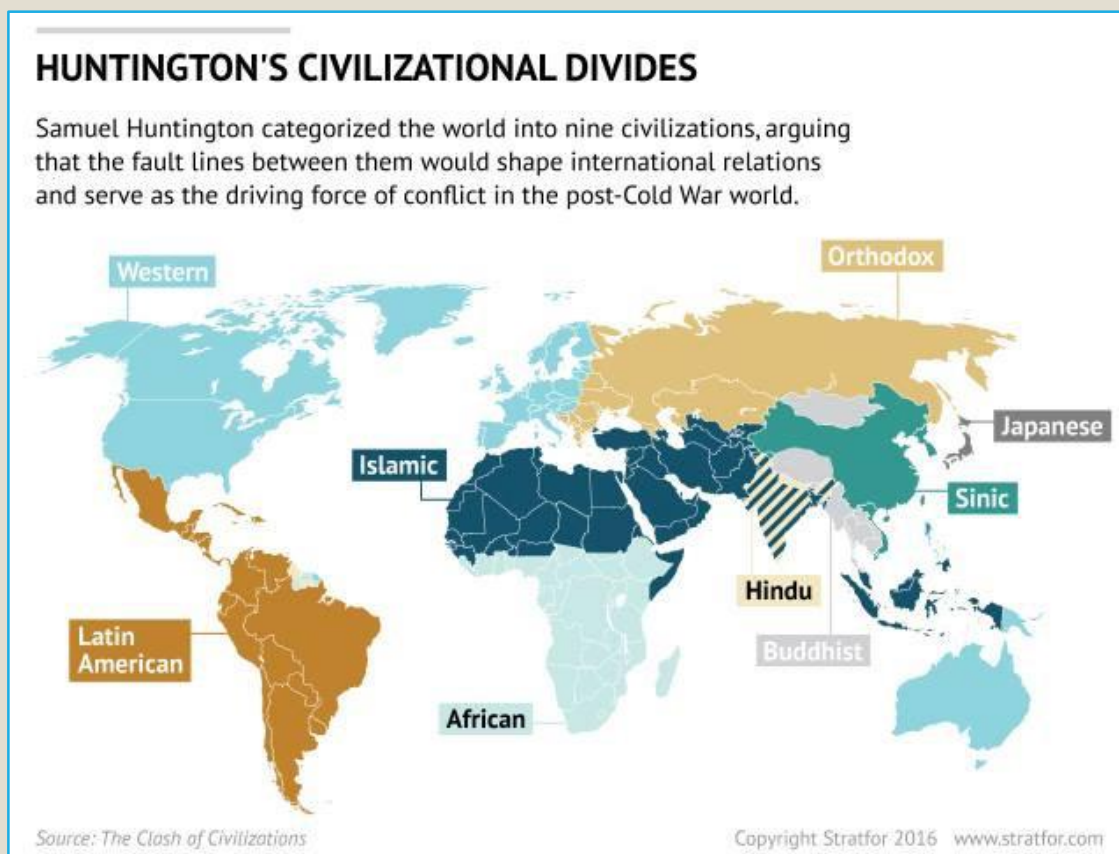 HUNTINGTON'S CIVILIZATIONAL DIVIDES
Samuel Huntington categorized the world into nine civilizations, arguing
that the fault lines between them would shape international relations
and serve as the driving force of conflict in the post-Cold War world.
Orthodox
Western
Japanese
Islamic
Sinic
Hindu
Latin
American
Buddhist
African
Source: The Clash of Civilizations
Copyright Stratfor 2016 www.stratfor.com